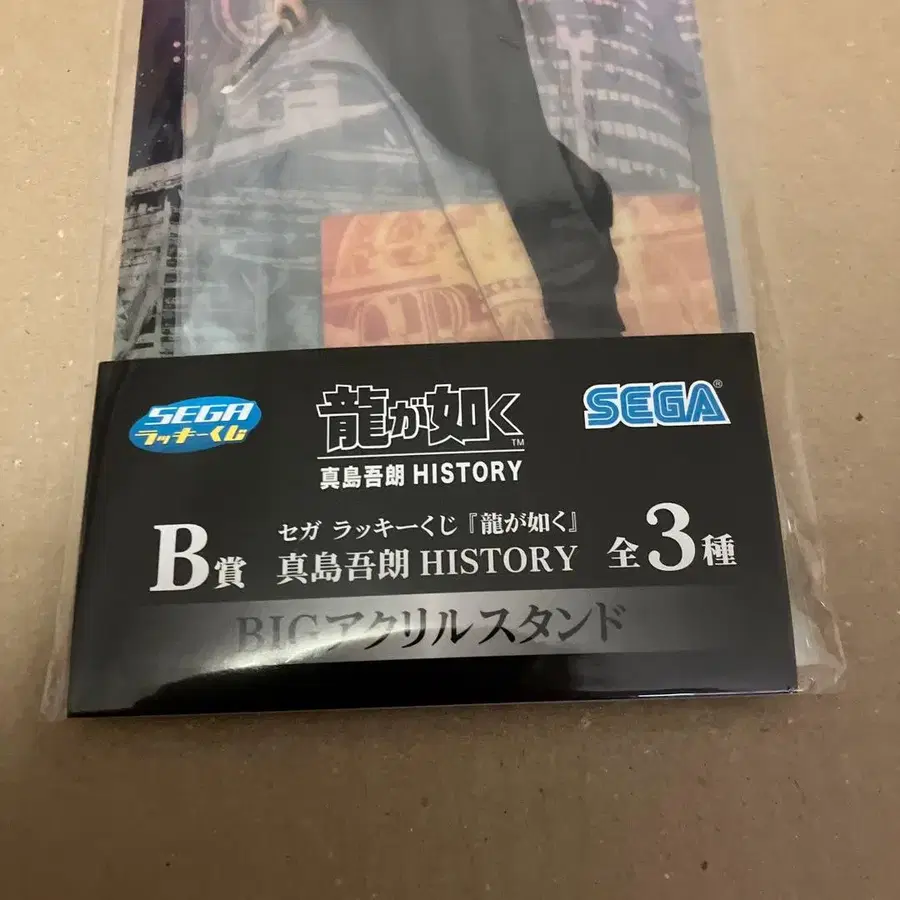 SEGA
ラッキーくじ
龍が如く™
真島吾朗 HISTORY
SEGA®
B賞
セガ ラッキーくじ『龍が如く』
真島吾朗 HISTORY
全3種
BIGアクリルスタンド